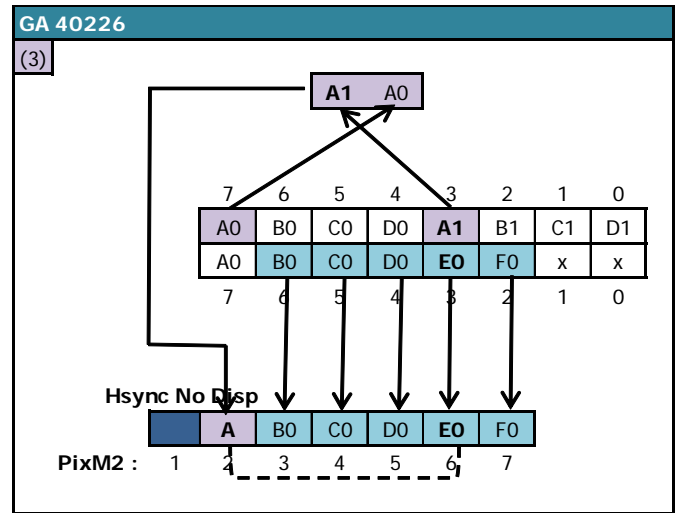 GA 40226
(3)
A1 A0
7 6 5 4 3 2 1 0
A0 B0 C0 D0 A1 B1 C1 D1
A0 B0 C0 D0 E0 F0 x x
7 6 5 4 3 2 1 0
Hsync No Disp
A B0 C0 D0 E0 F0
PixM2 : 1 2 3 4 5 6 7